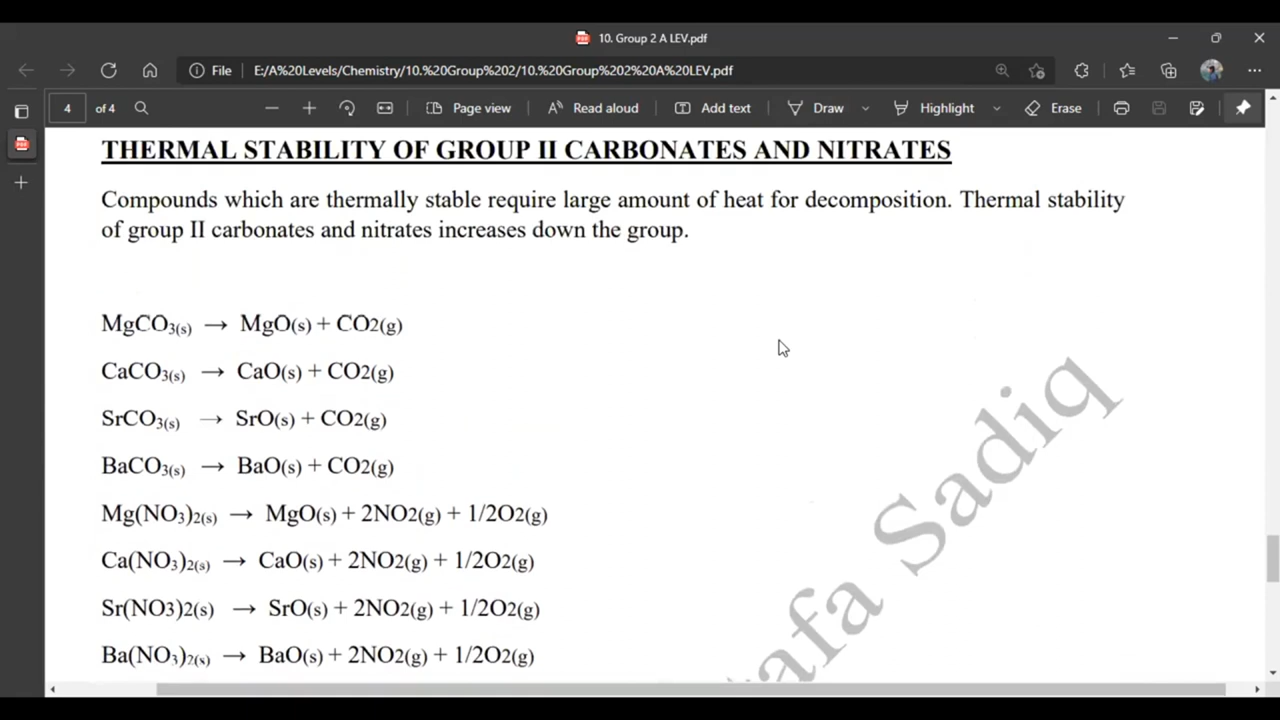 10. Group 2 A LEV.pdf
File E:/A%20Levels/Chemistry/10.%20Group%202/10.%20Group%202%20A%20LEV.pdf
4 of 4 Page view Read aloud Add text Draw Highlight Erase
THERMAL STABILITY OF GROUP II CARBONATES AND NITRATES
Compounds which are thermally stable require large amount of heat for decomposition. Thermal stability
of group II carbonates and nitrates increases down the group.
MgCO3(s) → MgO(s) + CO2(g)
CaCO3(s) → CaO(s) + CO2(g)
SrCO3(s) → SrO(s) + CO2(g)
BaCO3(s) → BaO(s) + CO2(g)
Mg(NO3)2(s) → MgO(s) + 2NO2(g) + 1/2O2(g)
Ca(NO3)2(s) → CaO(s) + 2NO2(g) + 1/2O2(g)
Sr(NO3)2(s) → SrO(s) + 2NO2(g) + 1/2O2(g)
Ba(NO3)2(s) → BaO(s) + 2NO2(g) + 1/2O2(g)
afa Sadiq